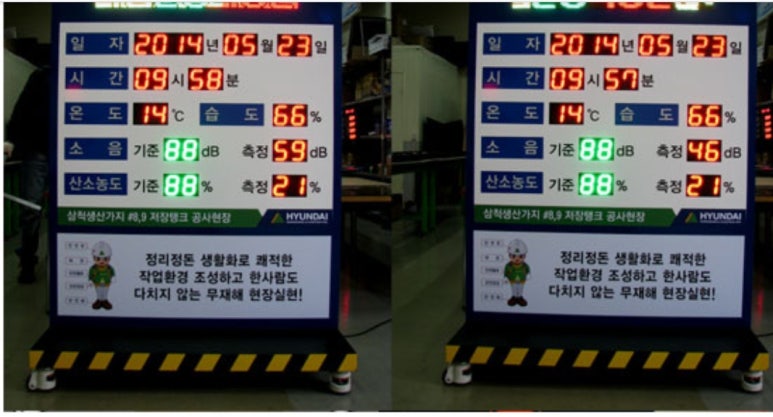 일 자 2014년 05월 23일
시 간 09시 58분
온 도 14℃ 습 도 66%
소 음 기준 88dB 측정 59dB
산소농도 기준 88% 측정 21%
삼척생산기지 #8,9 저장탱크 공사현장 HYUNDAI
정리정돈 생활화로 쾌적한
작업환경 조성하고 한사람도
다치지 않는 무재해 현장실현!
일 자 2014년 05월 23일
시 간 09시 57분
온 도 14℃ 습 도 66%
소 음 기준 88dB 측정 46dB
산소농도 기준 88% 측정 21%
삼척생산기지 #8,9 저장탱크 공사현장 HYUNDAI
정리정돈 생활화로 쾌적한
작업환경 조성하고 한사람도
다치지 않는 무재해 현장실현!